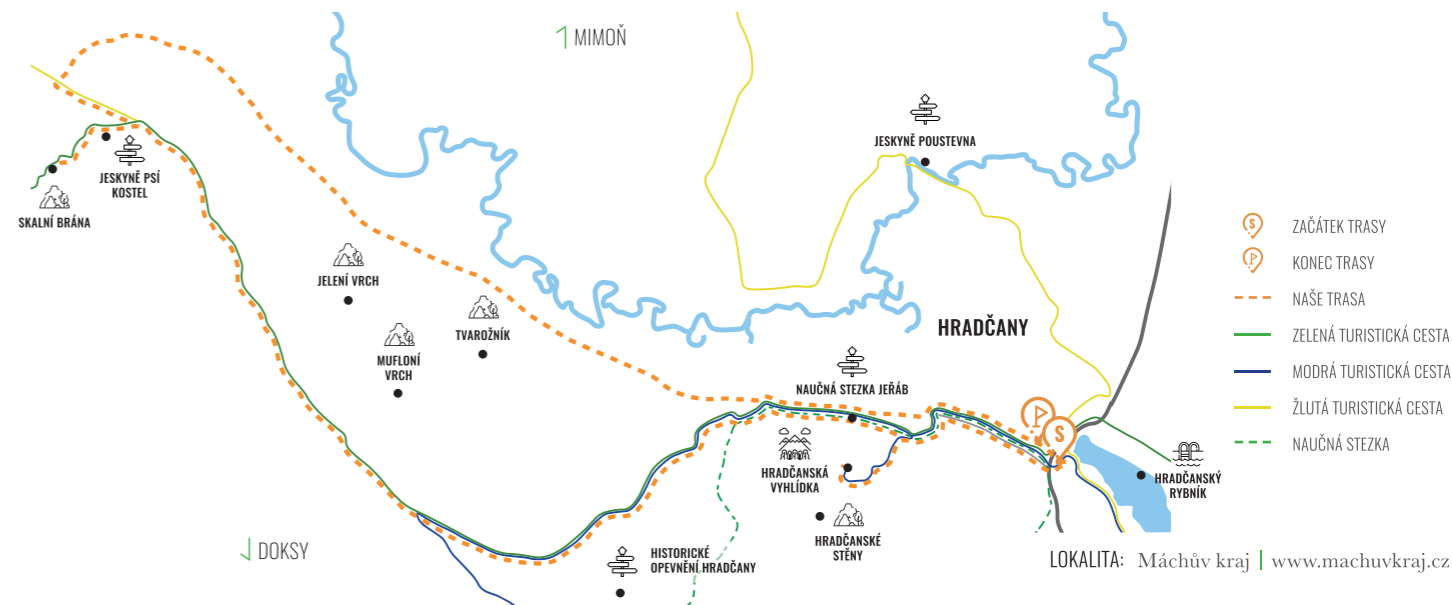 MIMOŇ
JESKYNĚ POUSTEVNA
JESKYNĚ PSÍ
KOSTEL
SKALNÍ BRÁNA
JELENÍ VRCH
TVAROŽNÍK
MUFLONÍ
VRCH
HRADČANY
NAUČNÁ STEZKA JEŘÁB
HRADČANSKÁ
VYHLÍDKA
HRADČANSKÉ
STĚNY
HISTORICKÉ
OPEVNĚNÍ HRADČANY
DOKSY
HRADČANSKÝ
RYBNÍK
P
S
S
ZAČÁTEK TRASY
P
KONEC TRASY
NAŠE TRASA
ZELENÁ TURISTICKÁ CESTA
MODRÁ TURISTICKÁ CESTA
ŽLUTÁ TURISTICKÁ CESTA
NAUČNÁ STEZKA
LOKALITA: Máchův kraj | www.machuvkraj.cz